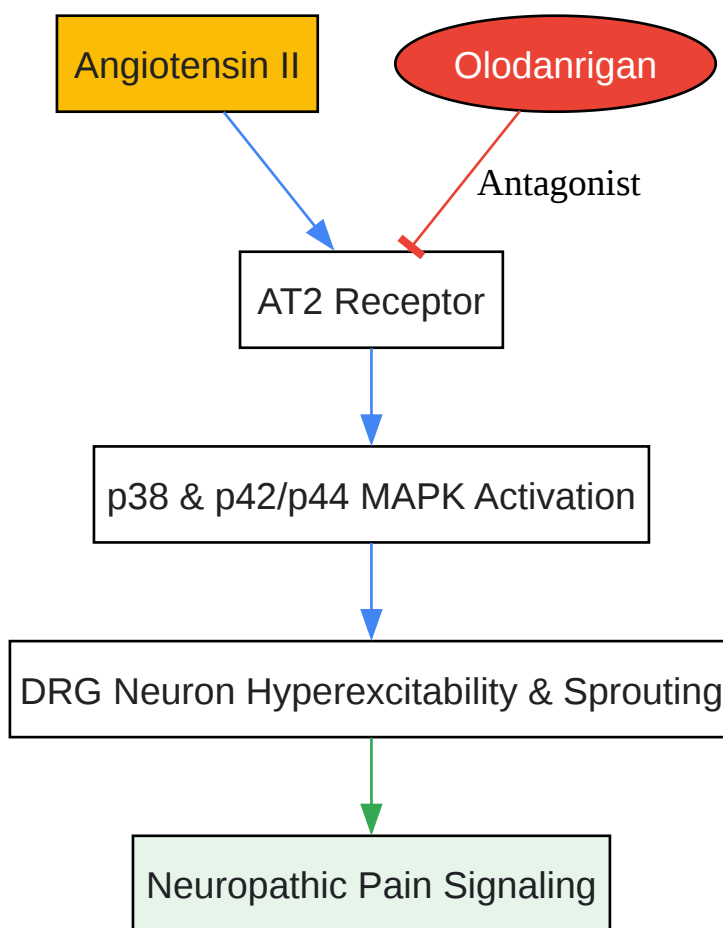 Angiotensin II
Olodanrigan
Antagonist
AT2 Receptor
p38 & p42/p44 MAPK Activation
DRG Neuron Hyperexcitability & Sprouting
Neuropathic Pain Signaling